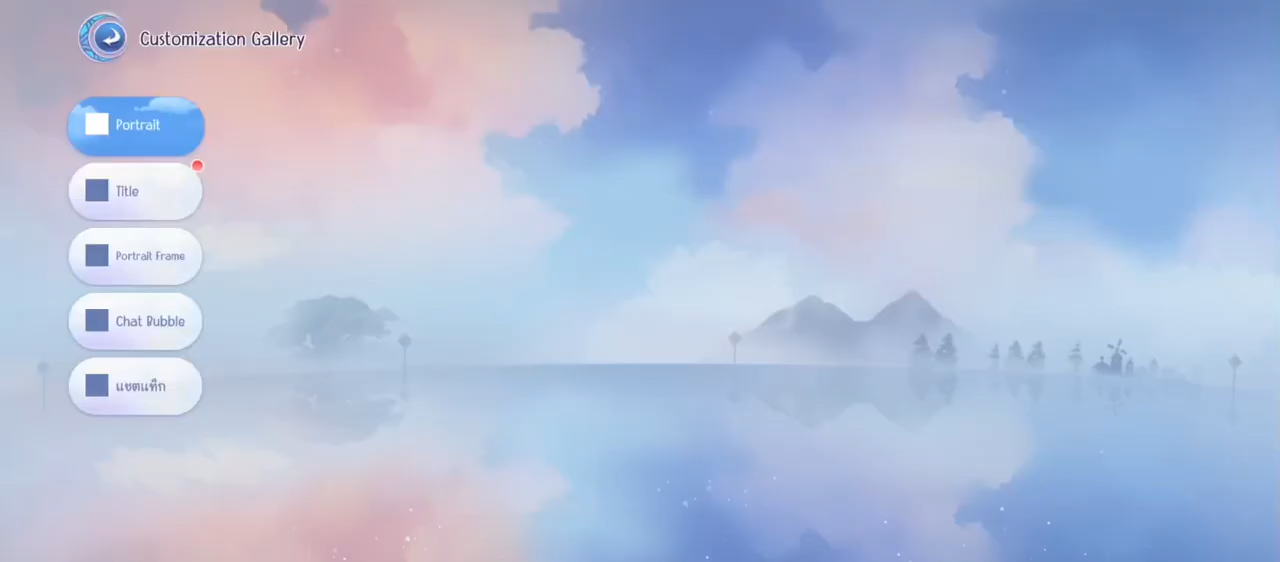 Customization Gallery
Portrait
Title
Portrait Frame
Chat Bubble
แชตแท็ก